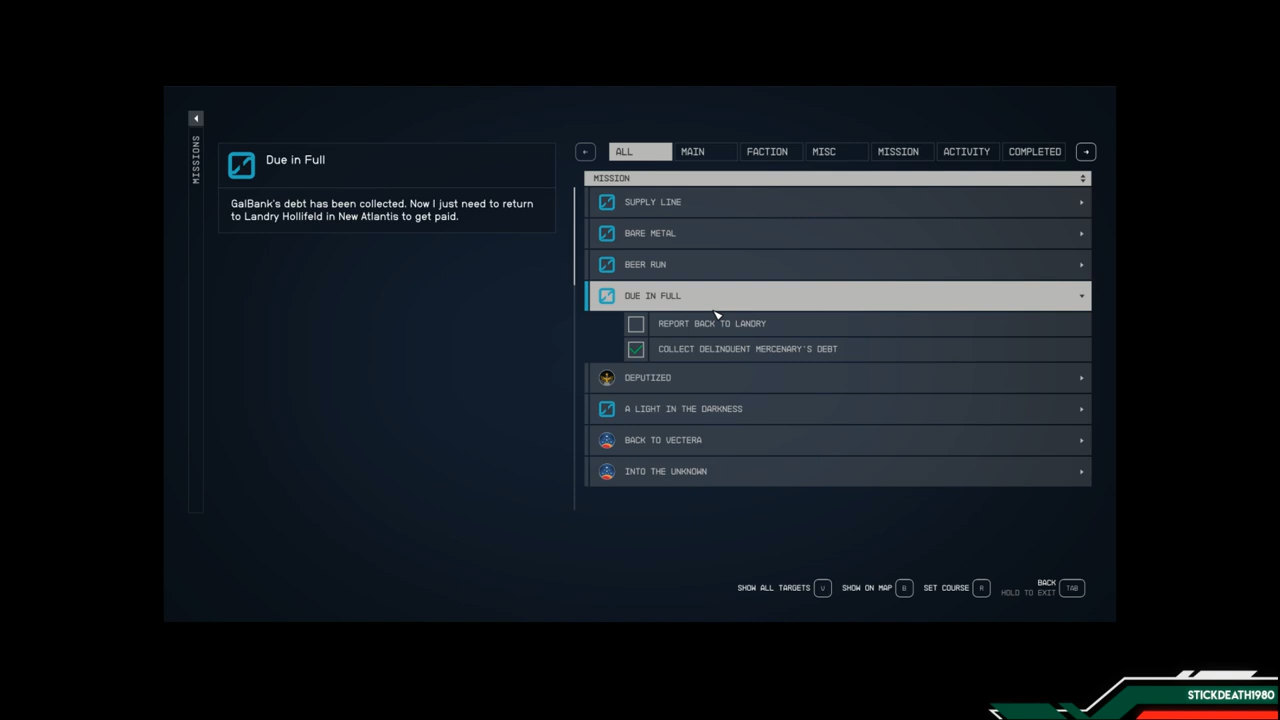 MISSIONS
Due in Full
GalBank's debt has been collected. Now I just need to return
to Landry Hollifeld in New Atlantis to get paid.
ALL MAIN FACTION MISC MISSION ACTIVITY COMPLETED
MISSION
SUPPLY LINE
BARE METAL
BEER RUN
DUE IN FULL
REPORT BACK TO LANDRY
COLLECT DELINQUENT MERCENARY'S DEBT
DEPUTIZED
A LIGHT IN THE DARKNESS
BACK TO VECTERA
INTO THE UNKNOWN
SHOW ALL TARGETS V SHOW ON MAP B SET COURSE R BACK TAB
HOLD TO EXIT
STICKDEATH1980